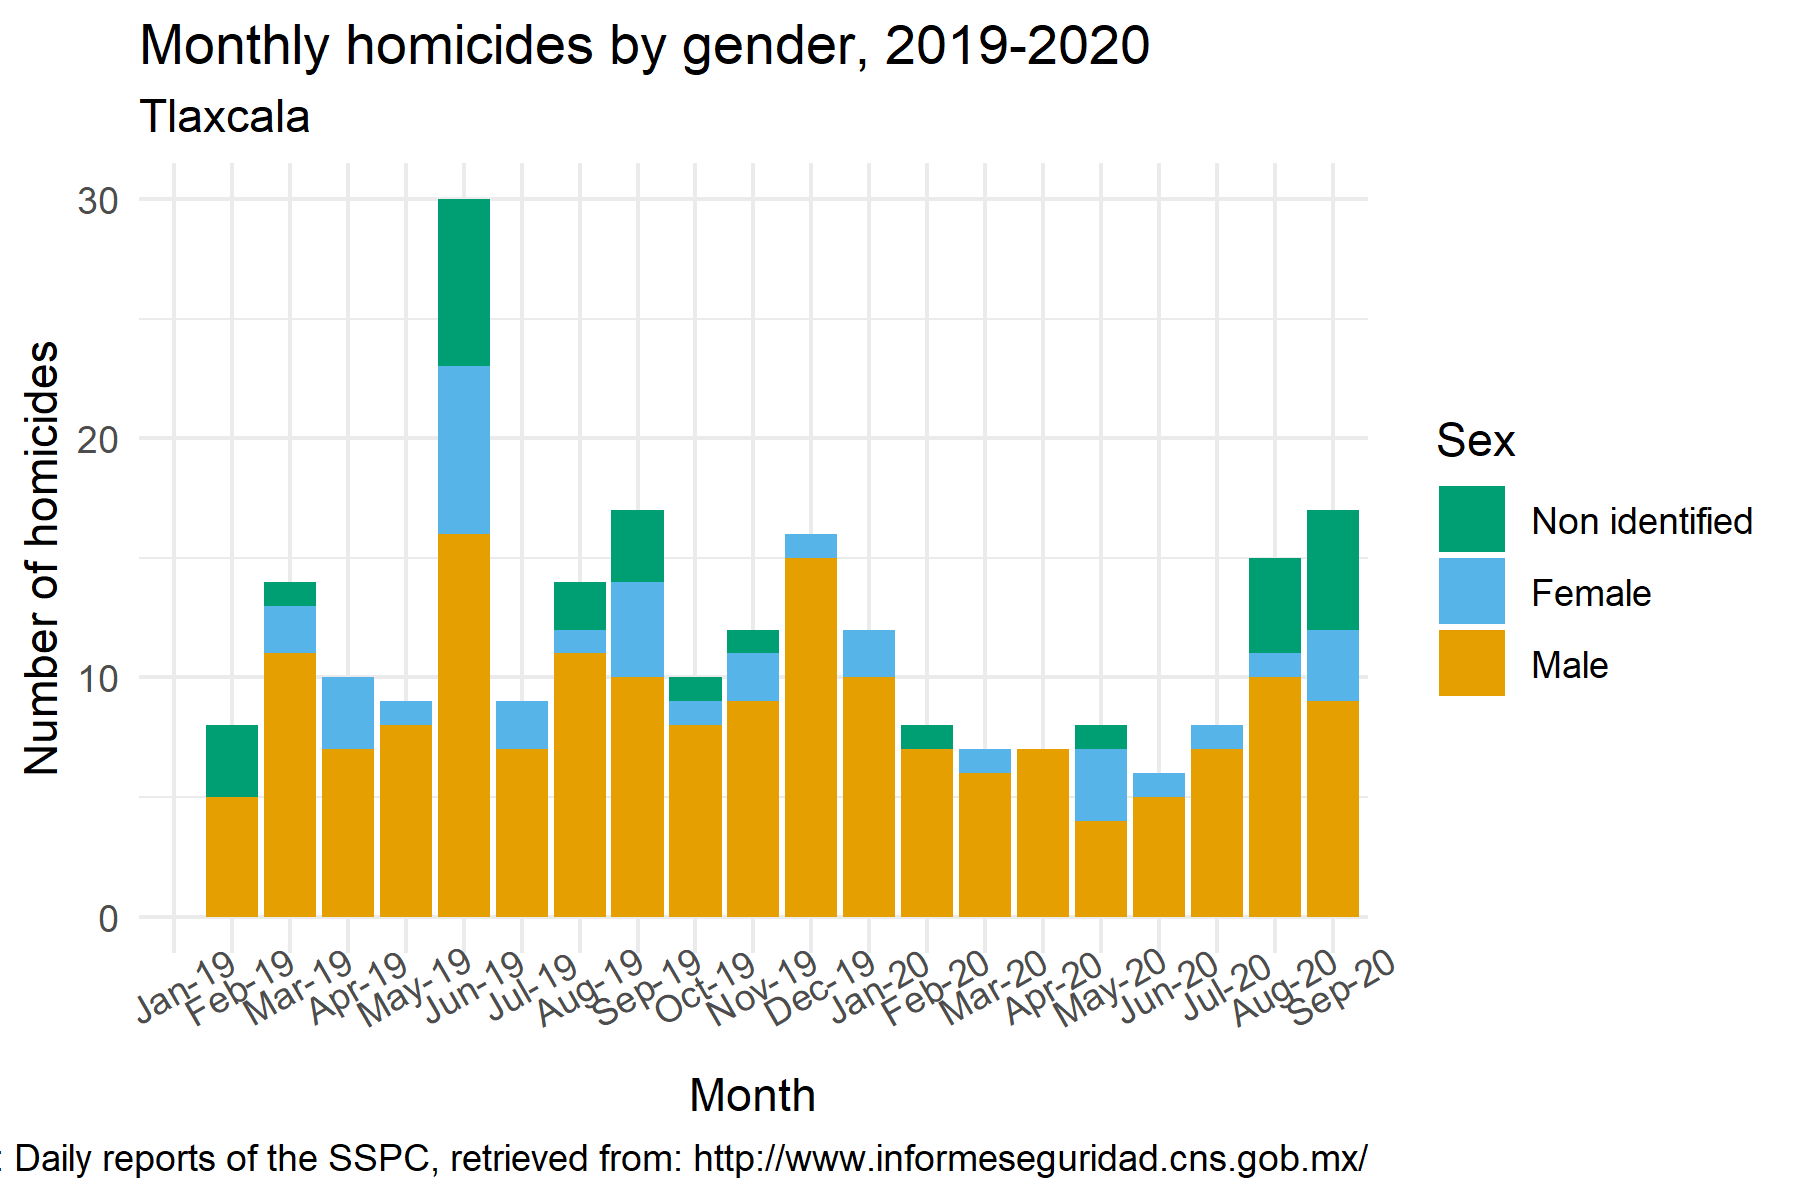 Monthly homicides by gender, 2019-2020
Tlaxcala
Number of homicides
30
20
10
0
Sex
Non identified
Female
Male
Jan-19
Feb-19
Mar-19
Apr-19
May-19
Jun-19
Jul-19
Aug-19
Sep-19
Oct-19
Nov-19
Dec-19
Jan-20
Feb-20
Mar-20
Apr-20
May-20
Jun-20
Jul-20
Aug-20
Sep-20
Month
: Daily reports of the SSPC, retrieved from: http://www.informeseguridad.cns.gob.mx/